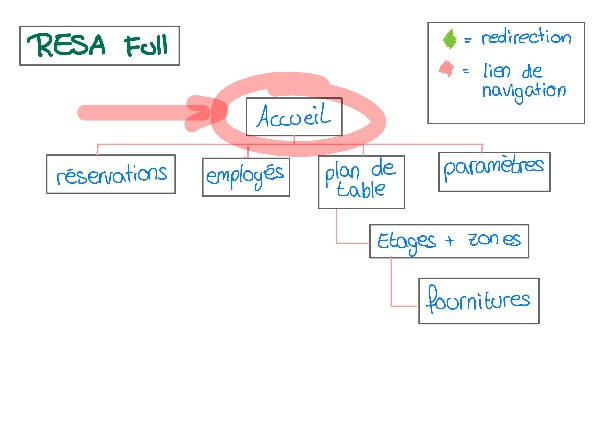 RESA Full
= redirection
= lien de
navigation
Accueil
réservations
employés
plan de
table
paramètres
Etages + zones
fournitures